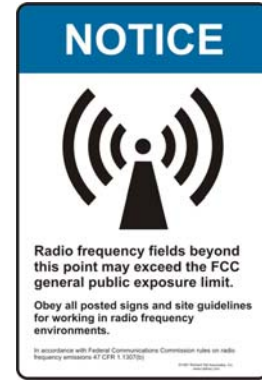 NOTICE
Radio frequency fields beyond
this point may exceed the FCC
general public exposure limit.
Obey all posted signs and site guidelines
for working in radio frequency
environments.
In accordance with Federal Communications Commission rules on radio
frequency emissions 47 CFR 1.1307(b)